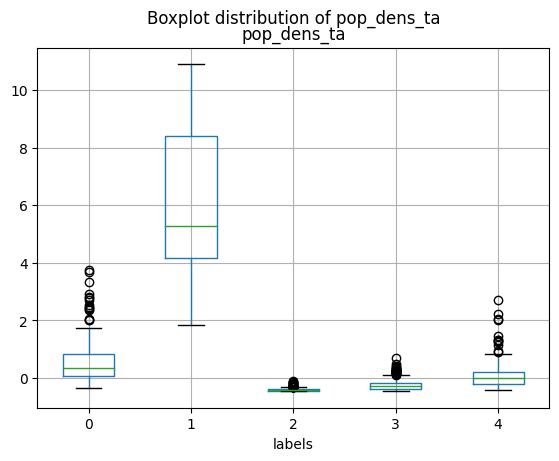 Boxplot distribution of pop_dens_ta
pop_dens_ta
10
8
6
4
2
0
0 1 2 3 4
labels